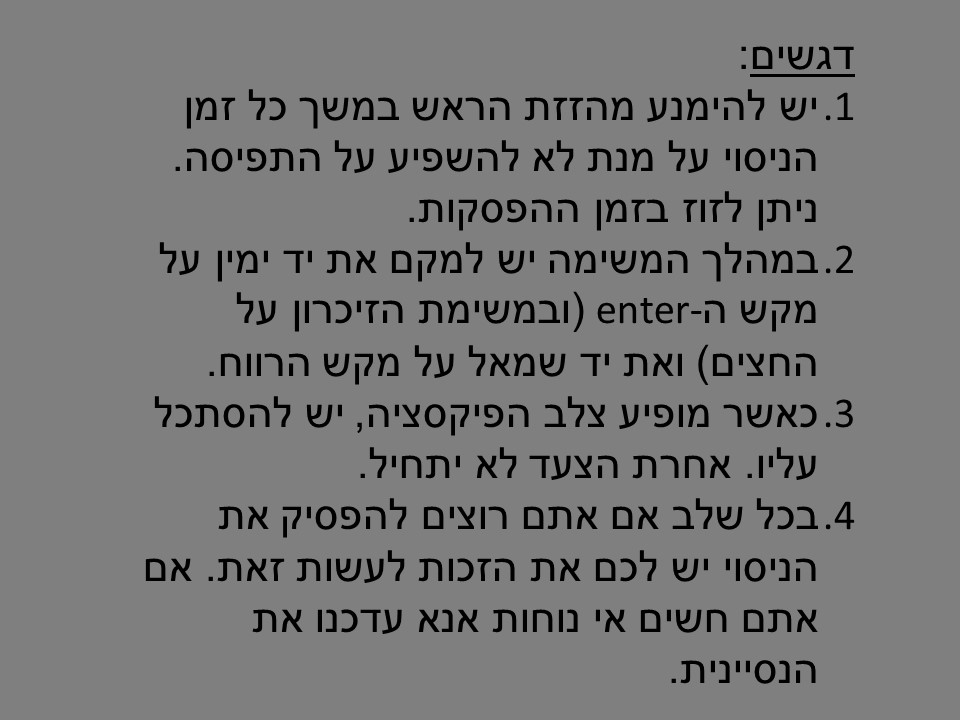 דגשים:
1. יש להימנע מהזזת הראש במשך כל זמן
הניסוי על מנת לא להשפיע על התפיסה.
ניתן לזוז בזמן ההפסקות.
2. במהלך המשימה יש למקם את יד ימין על
מקש ה-enter (ובמשימת הזיכרון על
החצים) ואת יד שמאל על מקש הרווח.
3. כאשר מופיע צלב הפיקסציה, יש להסתכל
עליו. אחרת הצעד לא יתחיל.
4. בכל שלב אם אתם רוצים להפסיק את
הניסוי יש לכם את הזכות לעשות זאת. אם
אתם חשים אי נוחות אנא עדכנו את
הנסיינית.